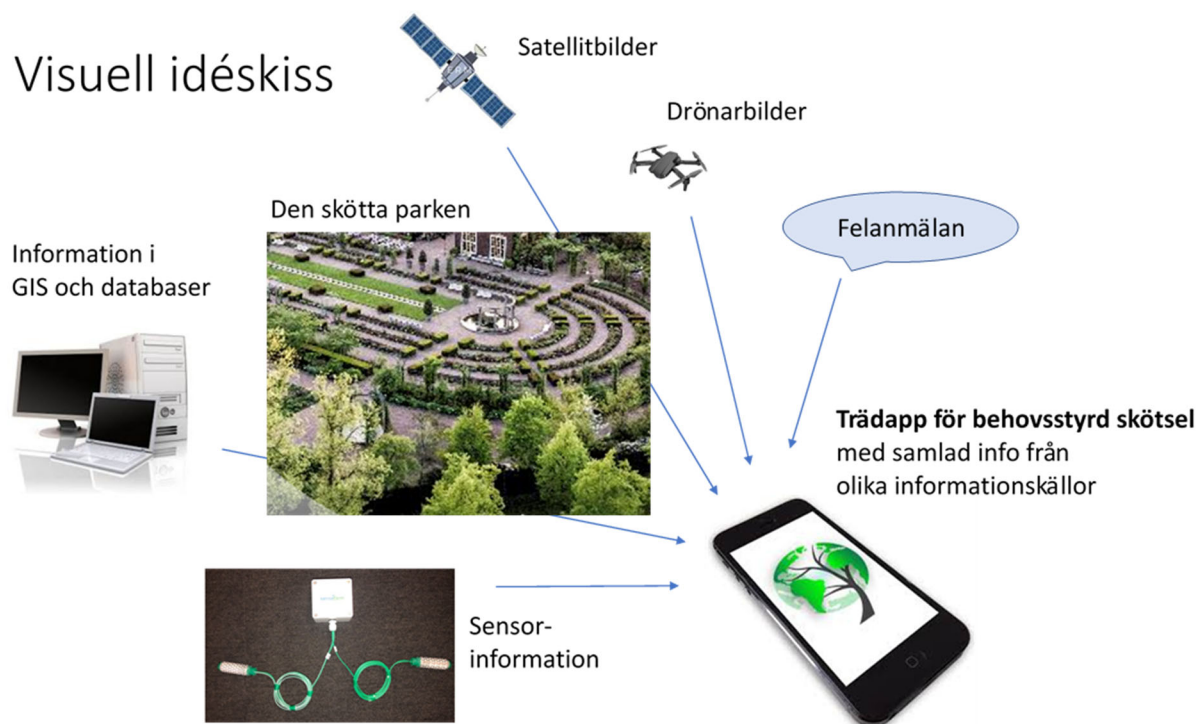 Visuell idéskiss
Satellitbilder
Drönarbilder
Den skötta parken
Felanmälan
Information i
GIS och databaser
Trädapp för behovsstyrd skötsel
med samlad info från
olika informationskällor
Sensor-
information